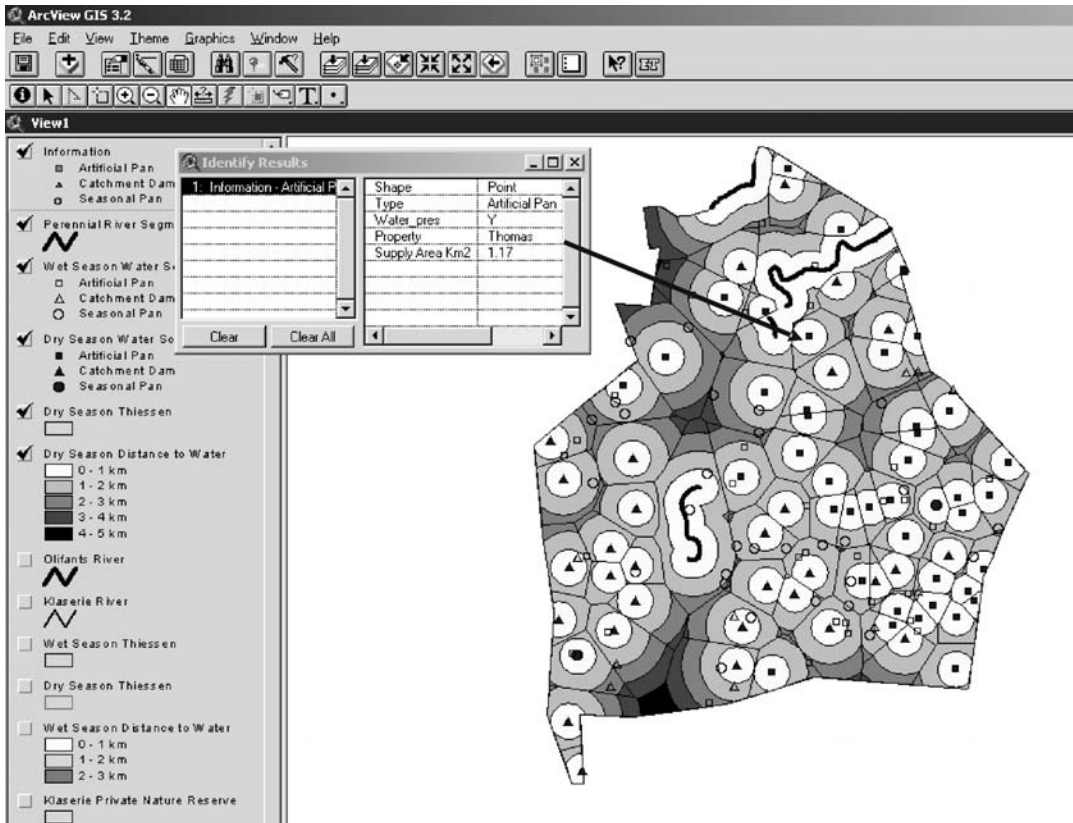 ArcView GIS 3.2
File Edit View Theme Graphics Window Help
View1
Information
Artificial Pan
Catchment Dam
Seasonal Pan
Perennial River Segm
Wet Season Water S
Artificial Pan
Catchment Dam
Seasonal Pan
Dry Season Water So
Artificial Pan
Catchment Dam
Seasonal Pan
Dry Season Thiessen
Dry Season Distance to Water
0 - 1 km
1 - 2 km
2 - 3 km
3 - 4 km
4 - 5 km
Olifants River
Klaserie River
Wet Season Thiessen
Dry Season Thiessen
Wet Season Distance to Water
0 - 1 km
1 - 2 km
2 - 3 km
Klaserie Private Nature Reserve
Identify Results
1: Information - Artificial P
Clear Clear All
Shape Point
Type Artificial Pan
Water_pres Y
Property Thomas
Supply Area Km2 1.17